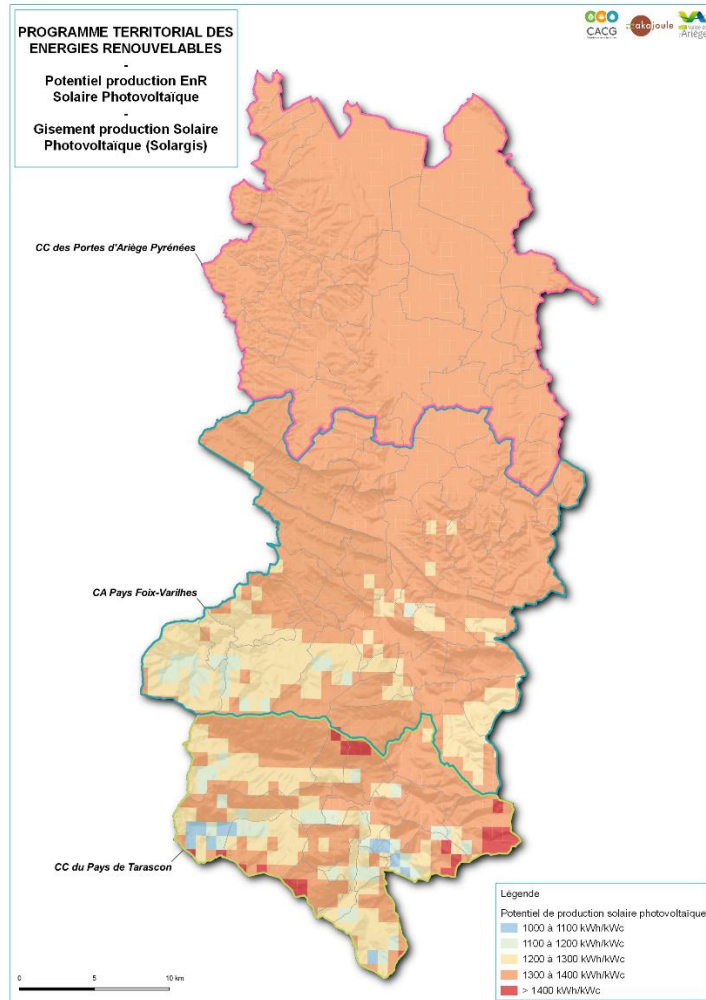 PROGRAMME TERRITORIAL DES
ENERGIES RENOUVELABLES
-
Potentiel production EnR
Solaire Photovoltaïque
-
Gisement production Solaire
Photovoltaïque (Solargis)
CACG
akajoule
Ariège
CC des Portes d'Ariège Pyrénées
CA Pays Foix-Varilhes
CC du Pays de Tarascon
0 5 10 km
Légende
Potentiel de production solaire photovoltaïque
1000 à 1100 kWh/kWc
1100 à 1200 kWh/kWc
1200 à 1300 kWh/kWc
1300 à 1400 kWh/kWc
> 1400 kWh/kWc